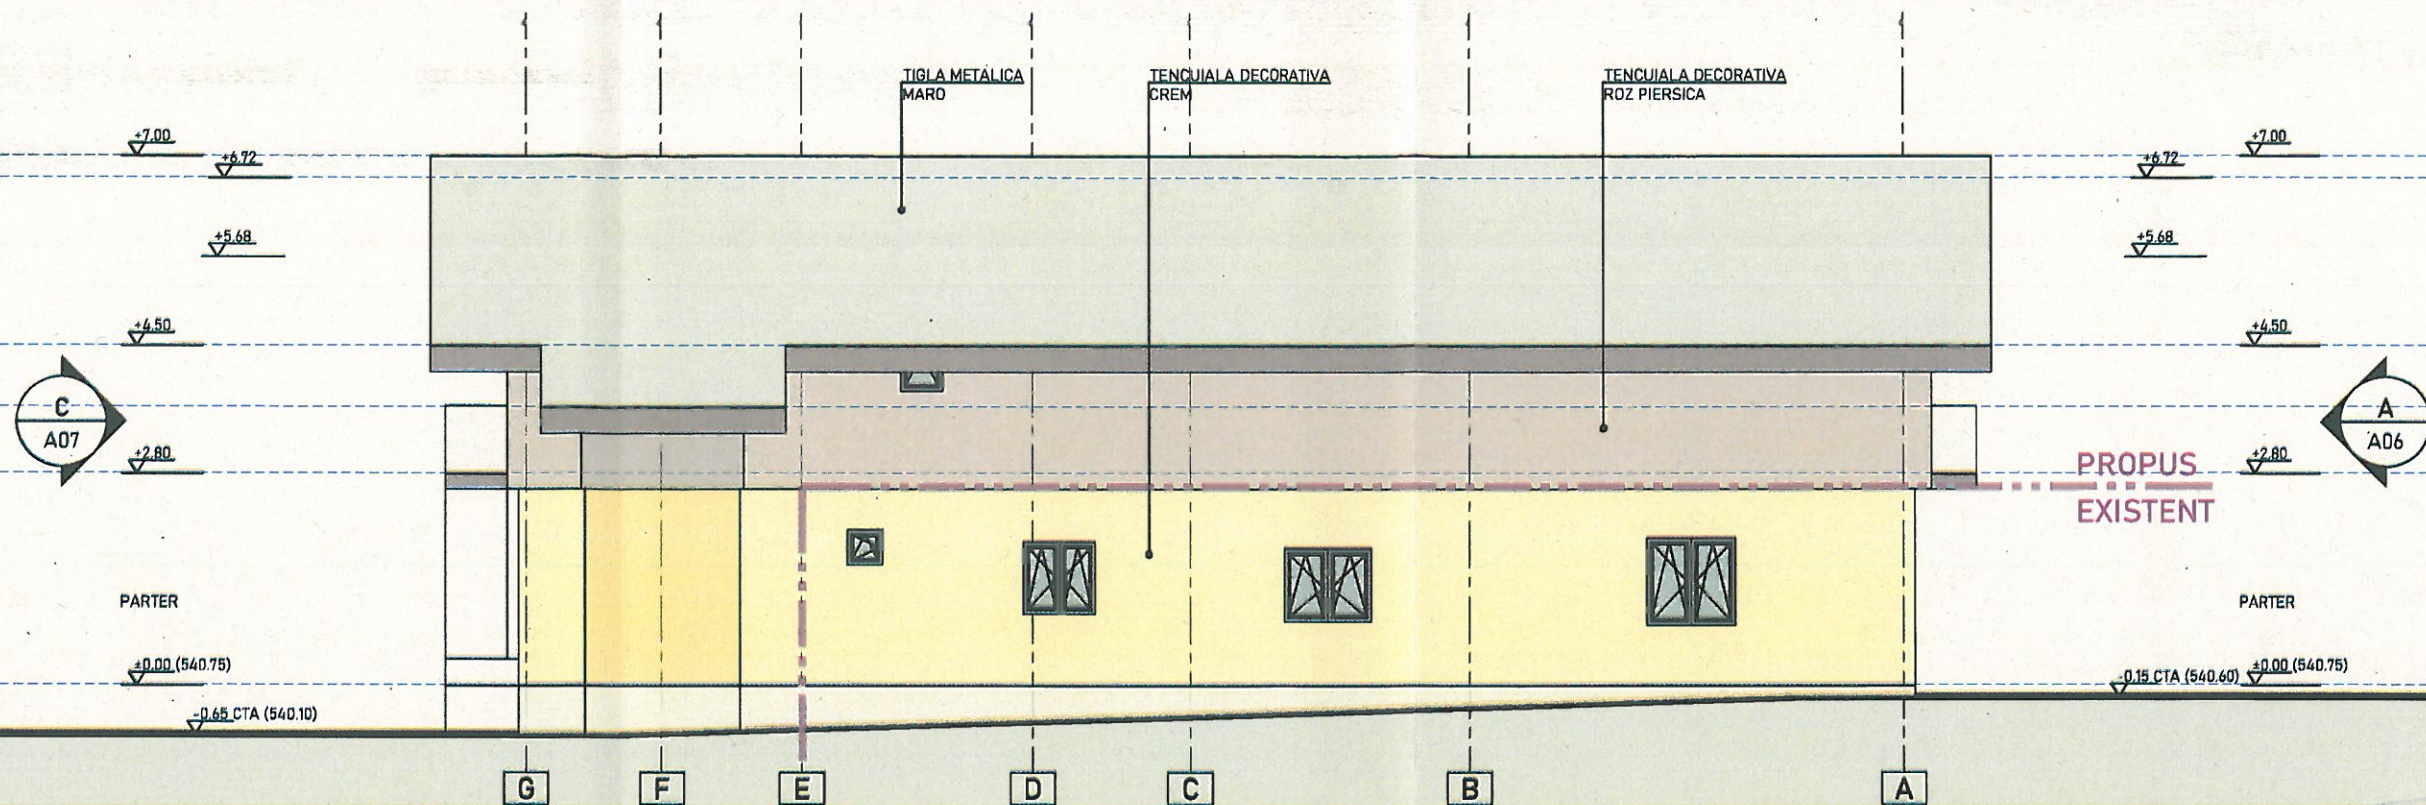 TIGLA METALICA
MARO
TENCUIALA DECORATIVA
CREM
TENCUIALA DECORATIVA
ROZ PIERSICA
+7.00
+6.72
+5.68
+4.50
C
A07
+2.80
PARTER
±0.00 (540.75)
-0.65 CTA (540.10)
+7.00
+6.72
+5.68
+4.50
A
A06
+2.80
PROPUS
EXISTENT
PARTER
±0.00 (540.75)
-0.15 CTA (540.60)
G
F
E
D
C
B
A